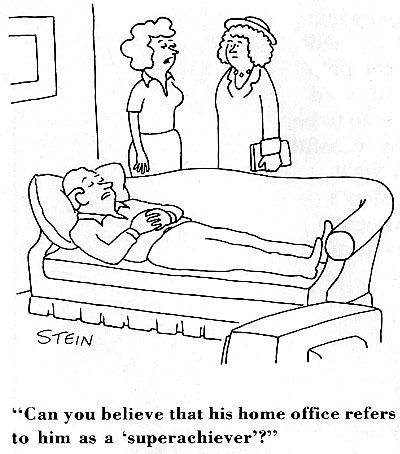 STEIN
“Can you believe that his home office refers
to him as a ‘superachiever’?”